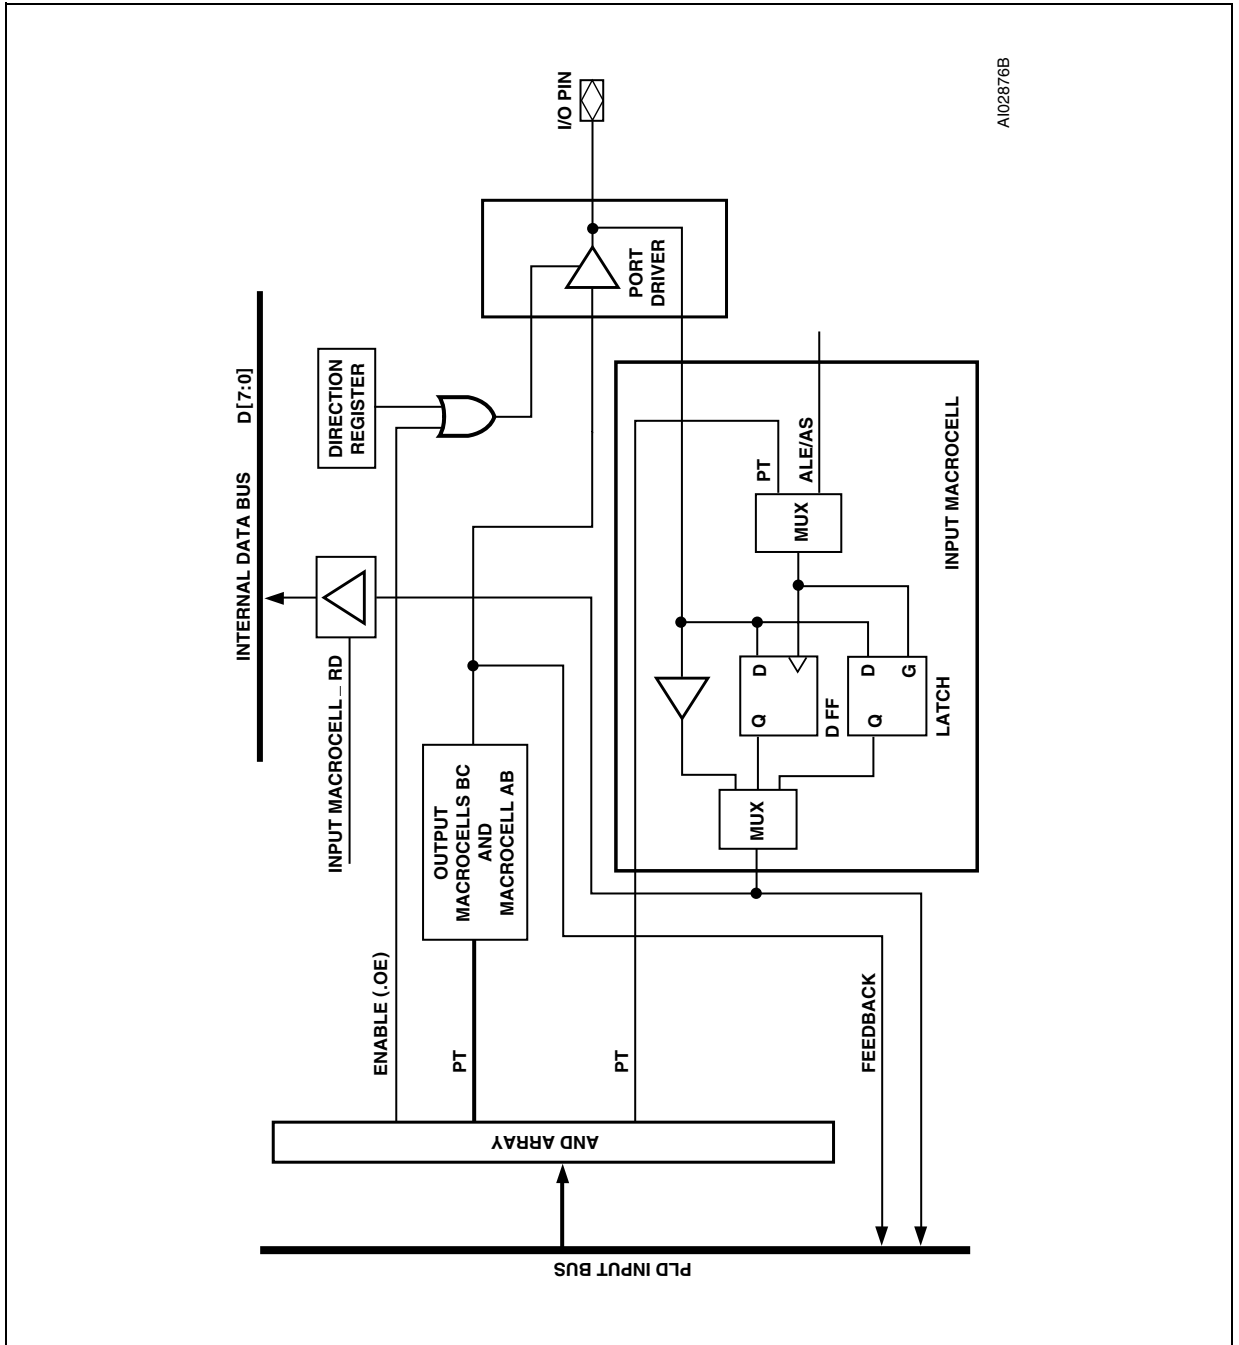 INTERNAL DATA BUS D[7:0]
INPUT MACROCELL_ RD
DIRECTION
REGISTER
ENABLE (.OE)
PT
OUTPUT
MACROCELLS BC
AND
MACROCELL AB
I/O PIN
PORT
DRIVER
PT
PT
ALE/AS
MUX
D
Q
D FF
D
G
Q
LATCH
MUX
INPUT MACROCELL
FEEDBACK
AND ARRAY
PLD INPUT BUS
AI02876B